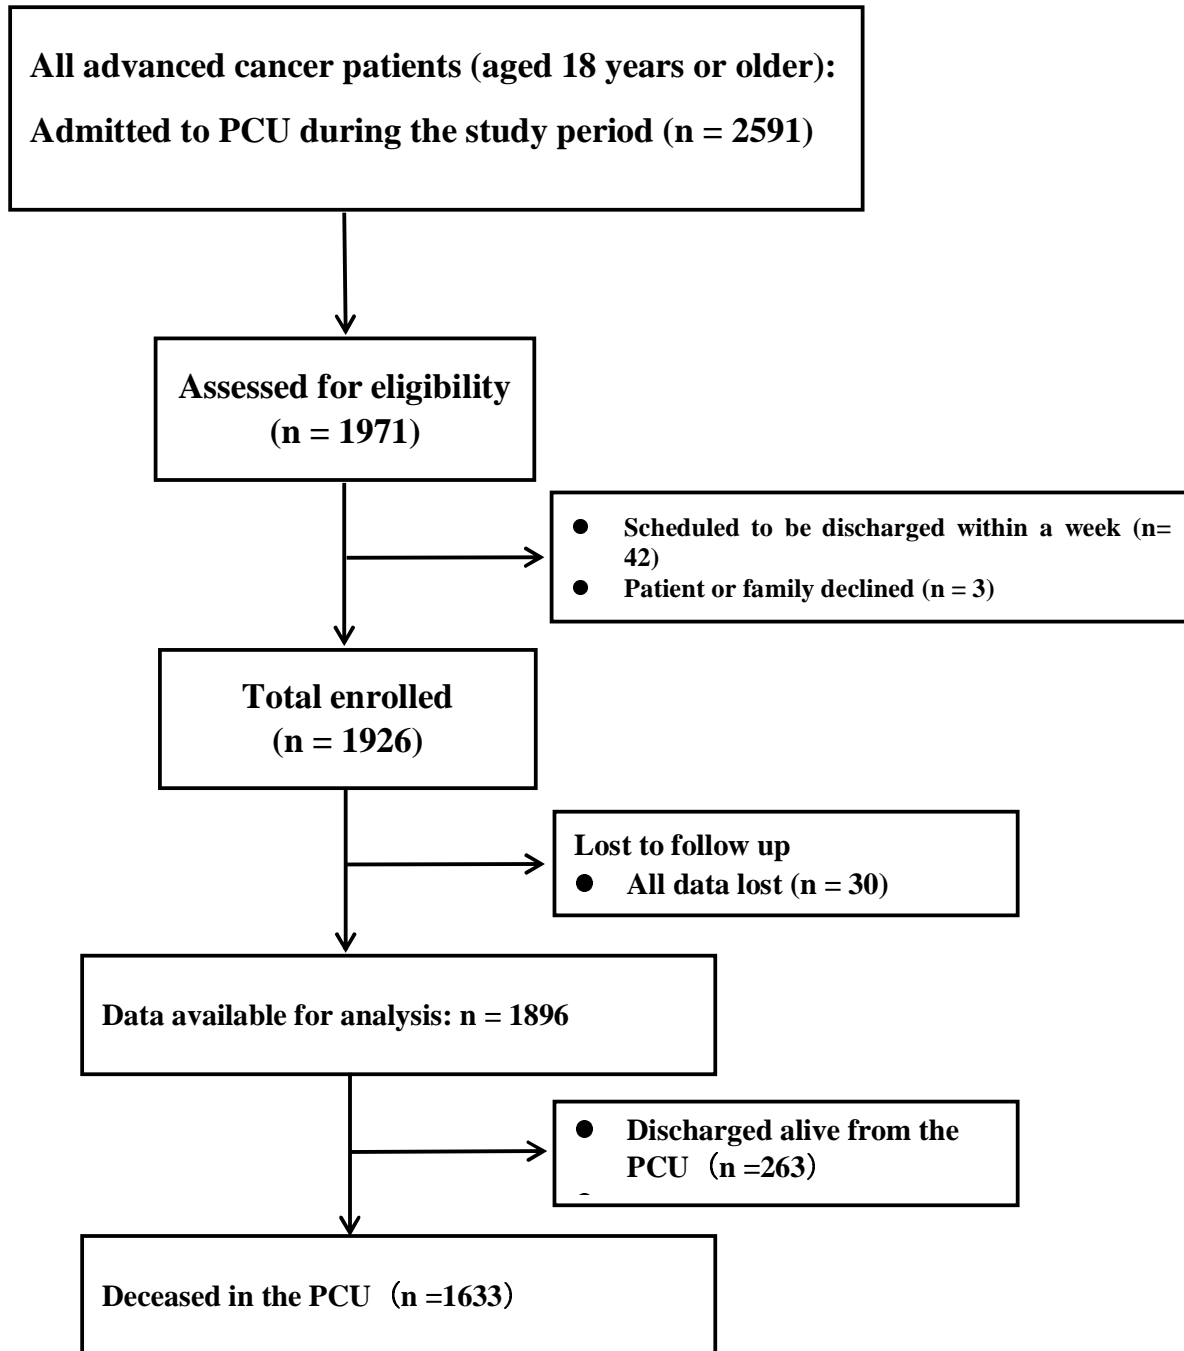 All advanced cancer patients (aged 18 years or older):
Admitted to PCU during the study period (n = 2591)
Assessed for eligibility
(n = 1971)
● Scheduled to be discharged within a week (n=
42)
● Patient or family declined (n = 3)
Total enrolled
(n = 1926)
Lost to follow up
● All data lost (n = 30)
Data available for analysis: n = 1896
● Discharged alive from the
PCU（n =263）
Deceased in the PCU（n =1633）